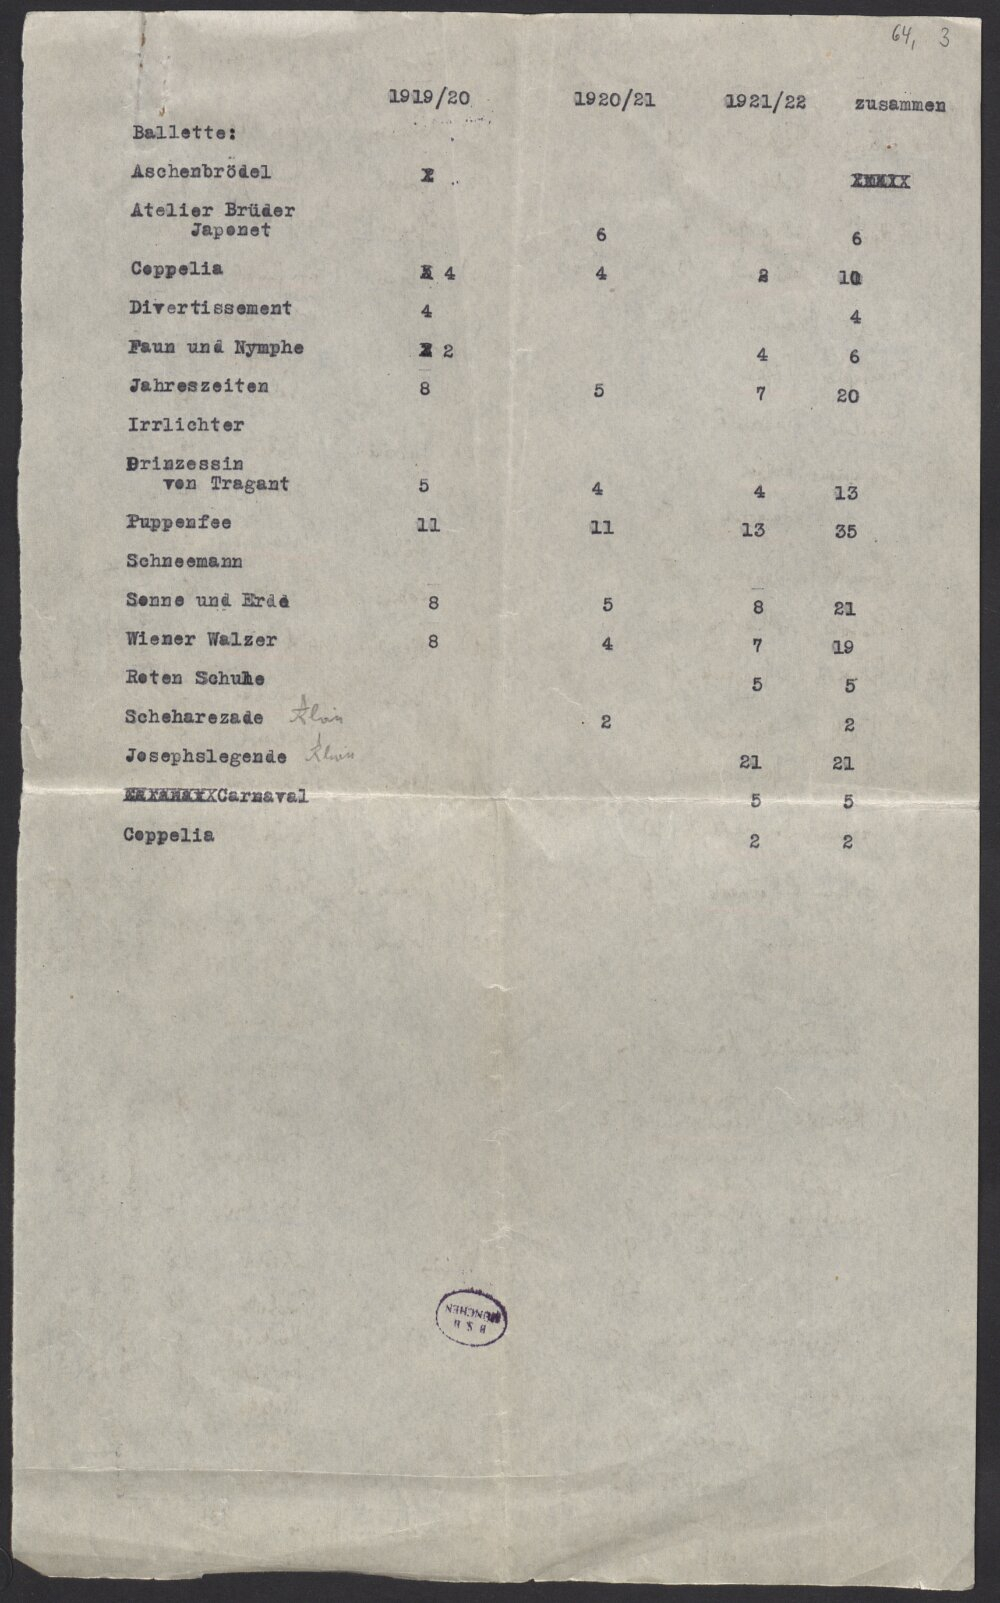 64, 3
1919/20 1920/21 1921/22 zusammen
Ballette:
Aschenbrödel
Atelier Brüder
Japonet 6 6
Coppelia 4 4 2 10
Divertissement 4 4
Faun und Nymphe 2 4 6
Jahreszeiten 8 5 7 20
Irrlichter
Prinzessin
von Tragant 5 4 4 13
Puppenfee 11 11 13 35
Schneemann
Sonne und Erde 8 5 8 21
Wiener Walzer 8 4 7 19
Roten Schuhe 5 5
Scheharezade 2 2
Josephslegende 21 21
Carnaval 5 5
Coppelia 2 2
B S B
MÜNCHEN